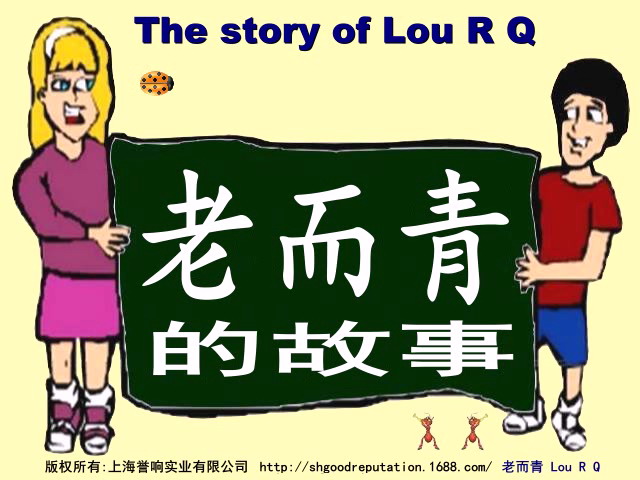 The story of Lou R Q
老而青
的故事
版权所有:上海誉响实业有限公司 http://shgoodreputation.1688.com/ 老而青 Lou R Q